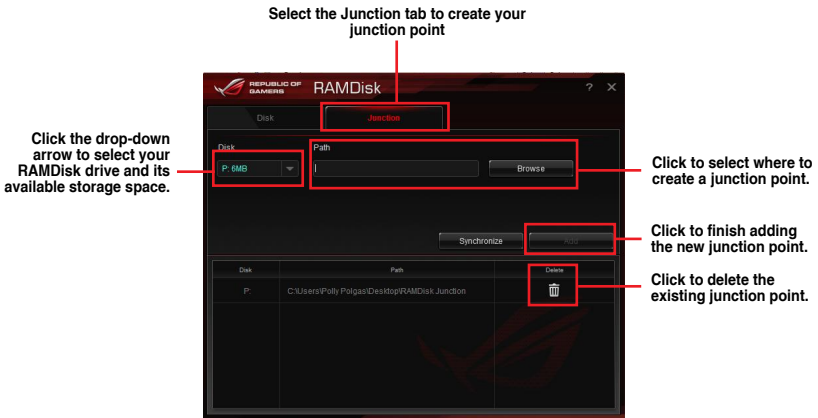 Select the Junction tab to create your
junction point
REPUBLIC OF
GAMERS
RAMDisk
? ×
Disk
Junction
Click the drop-down
arrow to select your
RAMDisk drive and its
available storage space.
Disk
Path
P: 6MB
Browse
Click to select where to
create a junction point.
Synchronize
Add
Click to finish adding
the new junction point.
Disk
Path
Delete
P:
C:\Users\Polly Polgas\Desktop\RAMDisk Junction
Click to delete the
existing junction point.